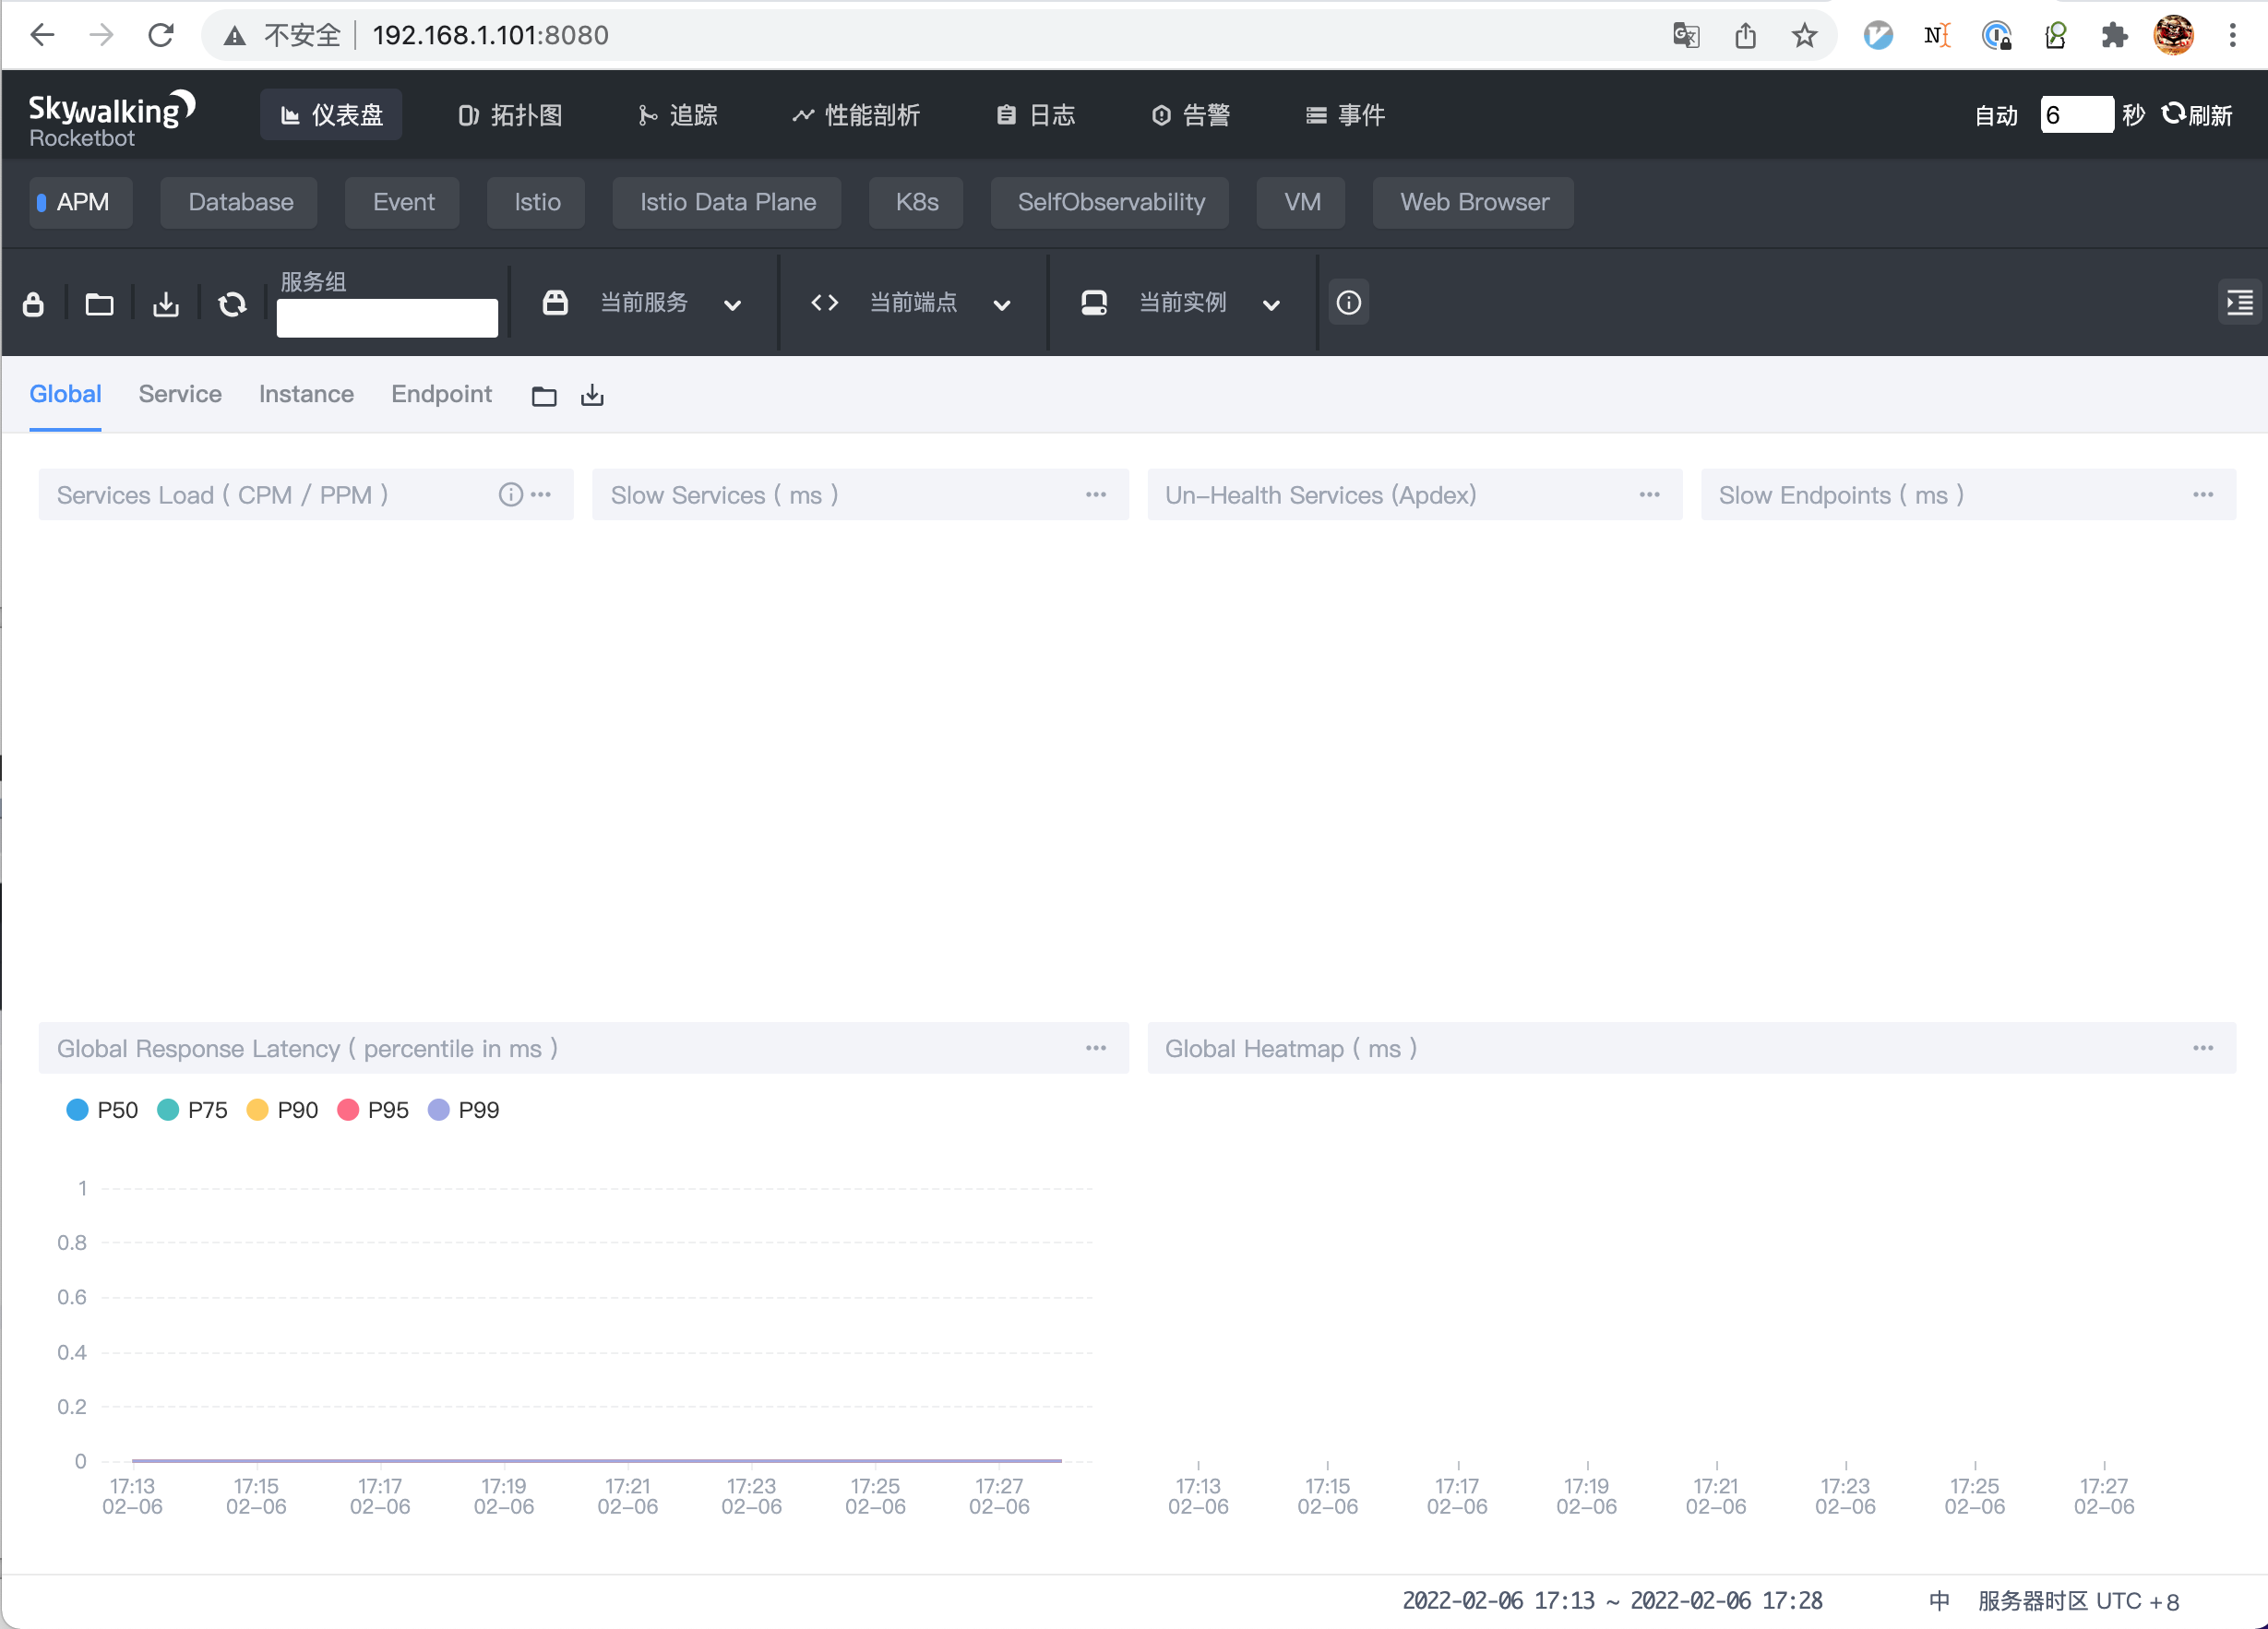 不安全 192.168.1.101:8080
Skywalking
Rocketbot
仪表盘 拓扑图 追踪 性能剖析 日志 告警 事件 自动 6 秒 刷新
APM Database Event Istio Istio Data Plane K8s SelfObservability VM Web Browser
服务组
当前服务 当前端点 当前实例
Global Service Instance Endpoint
Services Load ( CPM / PPM ) Slow Services ( ms ) Un-Health Services (Apdex) Slow Endpoints ( ms )
Global Response Latency ( percentile in ms ) Global Heatmap ( ms )
P50 P75 P90 P95 P99
1
0.8
0.6
0.4
0.2
0
17:13 17:15 17:17 17:19 17:21 17:23 17:25 17:27 17:13 17:15 17:17 17:19 17:21 17:23 17:25 17:27
02-06 02-06 02-06 02-06 02-06 02-06 02-06 02-06 02-06 02-06 02-06 02-06 02-06 02-06 02-06 02-06
2022-02-06 17:13 ~ 2022-02-06 17:28 中 服务器时区 UTC +8